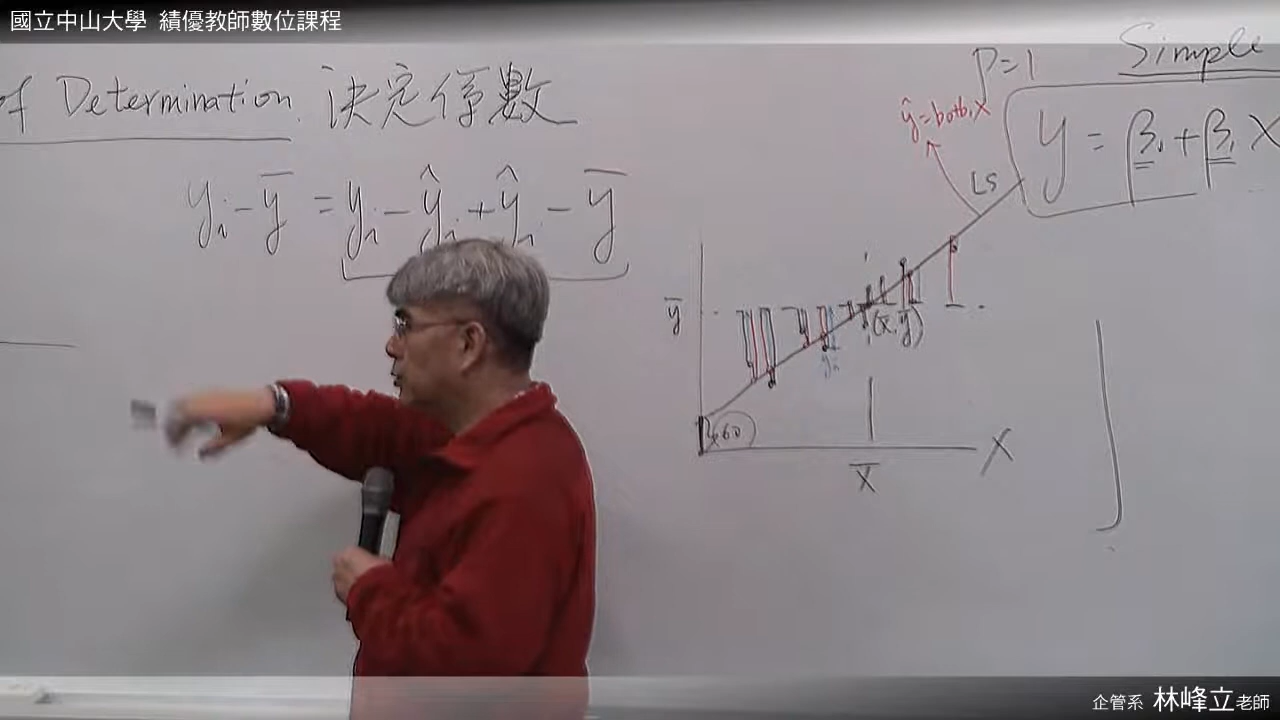 國立中山大學 績優教師數位課程
of Determination 決定係數
yᵢ - ȳ = yᵢ - ŷᵢ + ŷᵢ - ȳ
P=1
Simple
ŷ=b₀+b₁X
y = β₀ + β₁ X
LS
ȳ
(x̄, ȳ)
yᵢ
X
x̄
企管系 林峰立老師